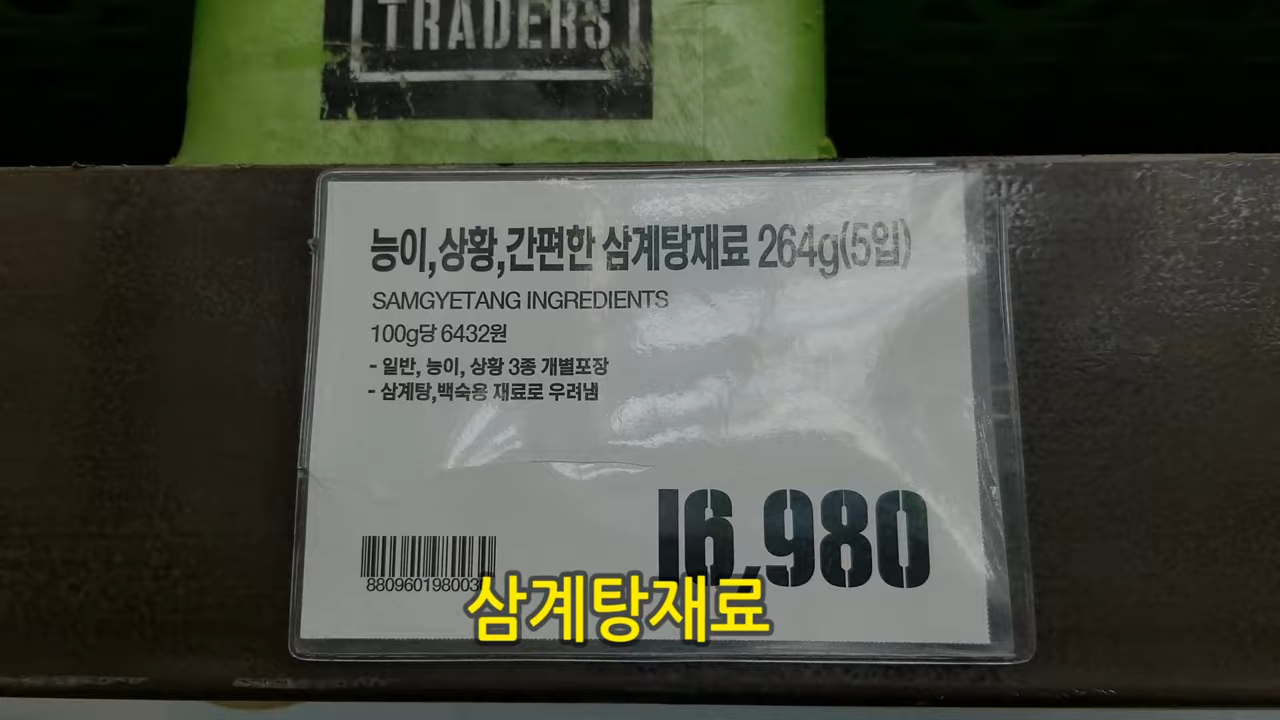 TRADERS
능이,상황,간편한 삼계탕재료 264g(5입)
SAMGYETANG INGREDIENTS
100g당 6432원
- 일반, 능이, 상황 3종 개별포장
- 삼계탕,백숙용 재료로 우려냄
16,980
삼계탕재료